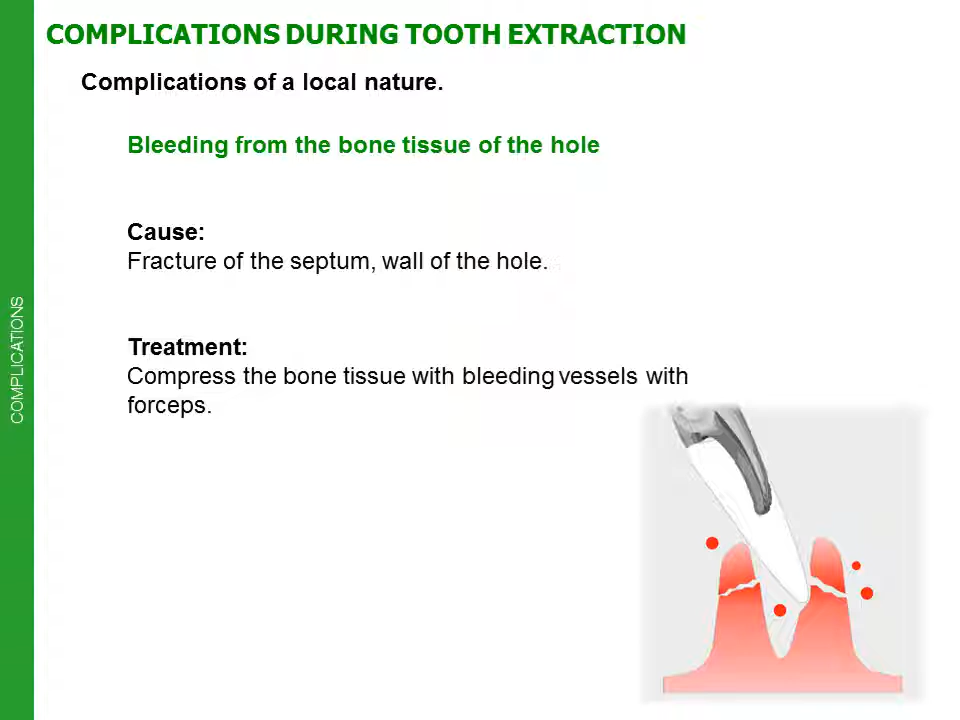 COMPLICATIONS DURING TOOTH EXTRACTION
Complications of a local nature.
Bleeding from the bone tissue of the hole
Cause:
Fracture of the septum, wall of the hole.
Treatment:
Compress the bone tissue with bleeding vessels with
forceps.
COMPLICATIONS